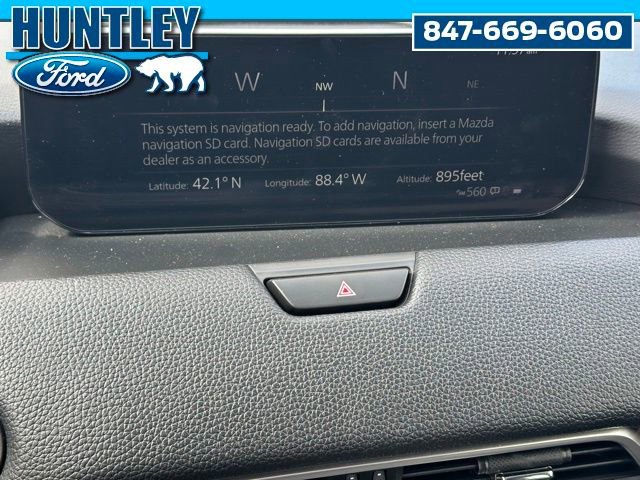 HUNTLEY
Ford
847-669-6060
W NW N NE
This system is navigation ready. To add navigation, insert a Mazda
navigation SD card. Navigation SD cards are available from your
dealer as an accessory.
Latitude: 42.1° N Longitude: 88.4° W Altitude: 895feet
560